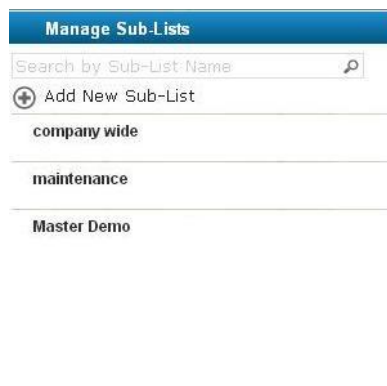 Manage Sub-Lists
Search by Sub-List Name
Add New Sub-List
company wide
maintenance
Master Demo